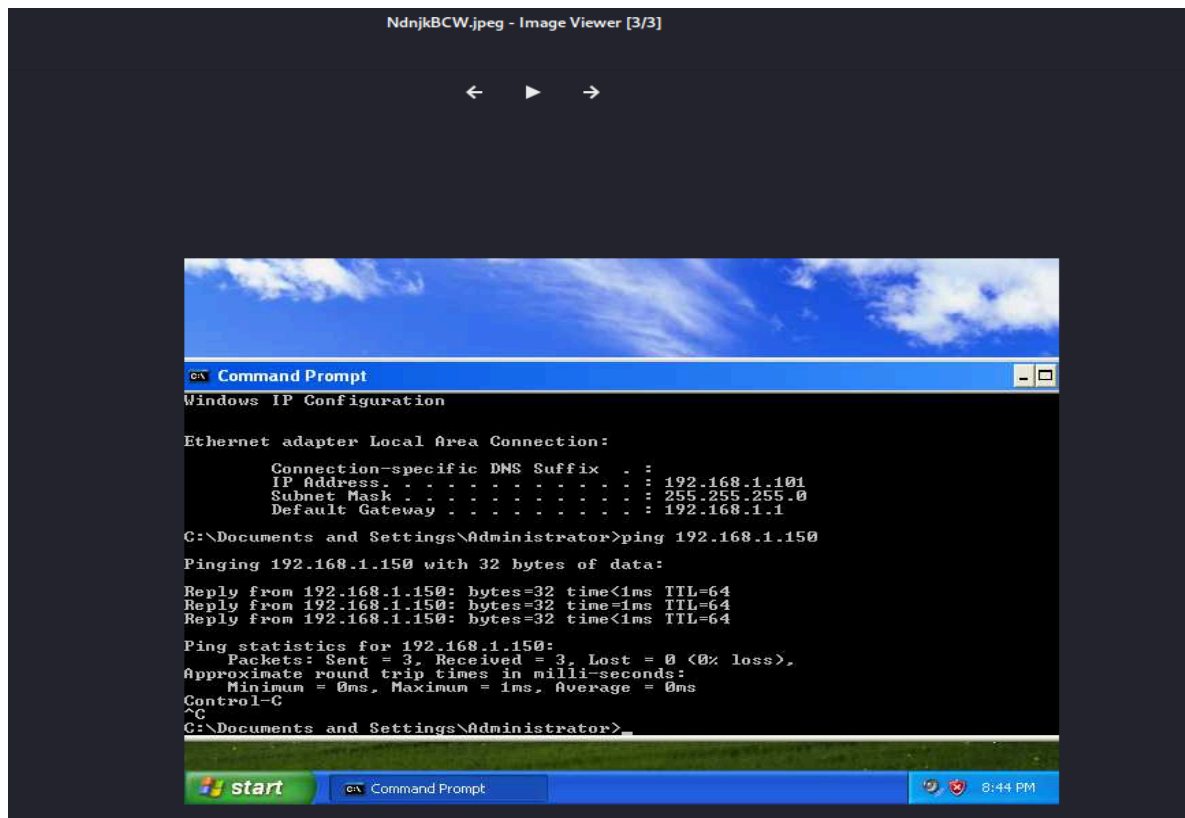 NdnjkBCW.jpeg - Image Viewer [3/3]
Command Prompt
Windows IP Configuration
Ethernet adapter Local Area Connection:
Connection-specific DNS Suffix . :
IP Address. . . . . . . . . . . . : 192.168.1.101
Subnet Mask . . . . . . . . . . . : 255.255.255.0
Default Gateway . . . . . . . . . : 192.168.1.1
C:\Documents and Settings\Administrator>ping 192.168.1.150
Pinging 192.168.1.150 with 32 bytes of data:
Reply from 192.168.1.150: bytes=32 time<1ms TTL=64
Reply from 192.168.1.150: bytes=32 time=1ms TTL=64
Reply from 192.168.1.150: bytes=32 time<1ms TTL=64
Ping statistics for 192.168.1.150:
Packets: Sent = 3, Received = 3, Lost = 0 (0% loss),
Approximate round trip times in milli-seconds:
Minimum = 0ms, Maximum = 1ms, Average = 0ms
Control-C
^C
C:\Documents and Settings\Administrator>_
start Command Prompt 8:44 PM